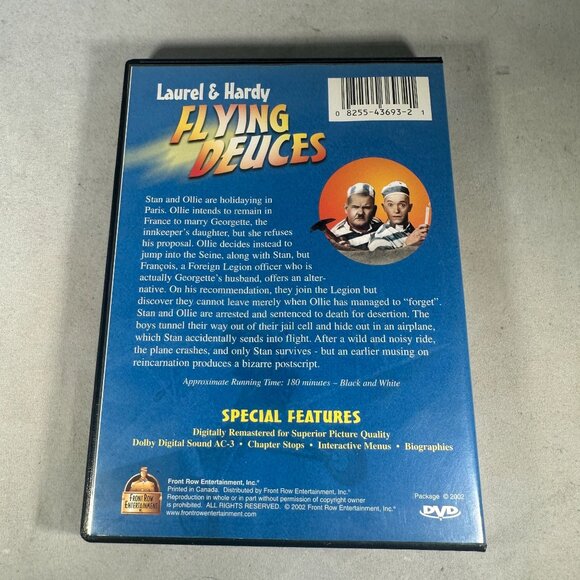 Laurel & Hardy
FLYING
DEUCES
0 8255-43693-2 1
Stan and Ollie are holidaying in
Paris. Ollie intends to remain in
France to marry Georgette, the
innkeeper's daughter, but she refuses
his proposal. Ollie decides instead to
jump into the Seine, along with Stan, but
François, a Foreign Legion officer who is
actually Georgette's husband, offers an alter-
native. On his recommendation, they join the Legion but
discover they cannot leave merely when Ollie has managed to "forget".
Stan and Ollie are arrested and sentenced to death for desertion. The
boys tunnel their way out of their jail cell and hide out in an airplane,
which Stan accidentally sends into flight. After a wild and noisy ride,
the plane crashes, and only Stan survives - but an earlier musing on
reincarnation produces a bizarre postscript.
Approximate Running Time: 180 minutes – Black and White
SPECIAL FEATURES
Digitally Remastered for Superior Picture Quality
Dolby Digital Sound AC-3 • Chapter Stops • Interactive Menus • Biographies
FRONT ROW
ENTERTAINMENT
Front Row Entertainment, Inc.®
Printed in Canada. Distributed by Front Row Entertainment, Inc.®
Reproduction in whole or in part without permission of copyright owner
is prohibited. ALL RIGHTS RESERVED. © 2002 Front Row Entertainment, Inc.®
www.frontrowentertainment.com
Package © 2002
DVD